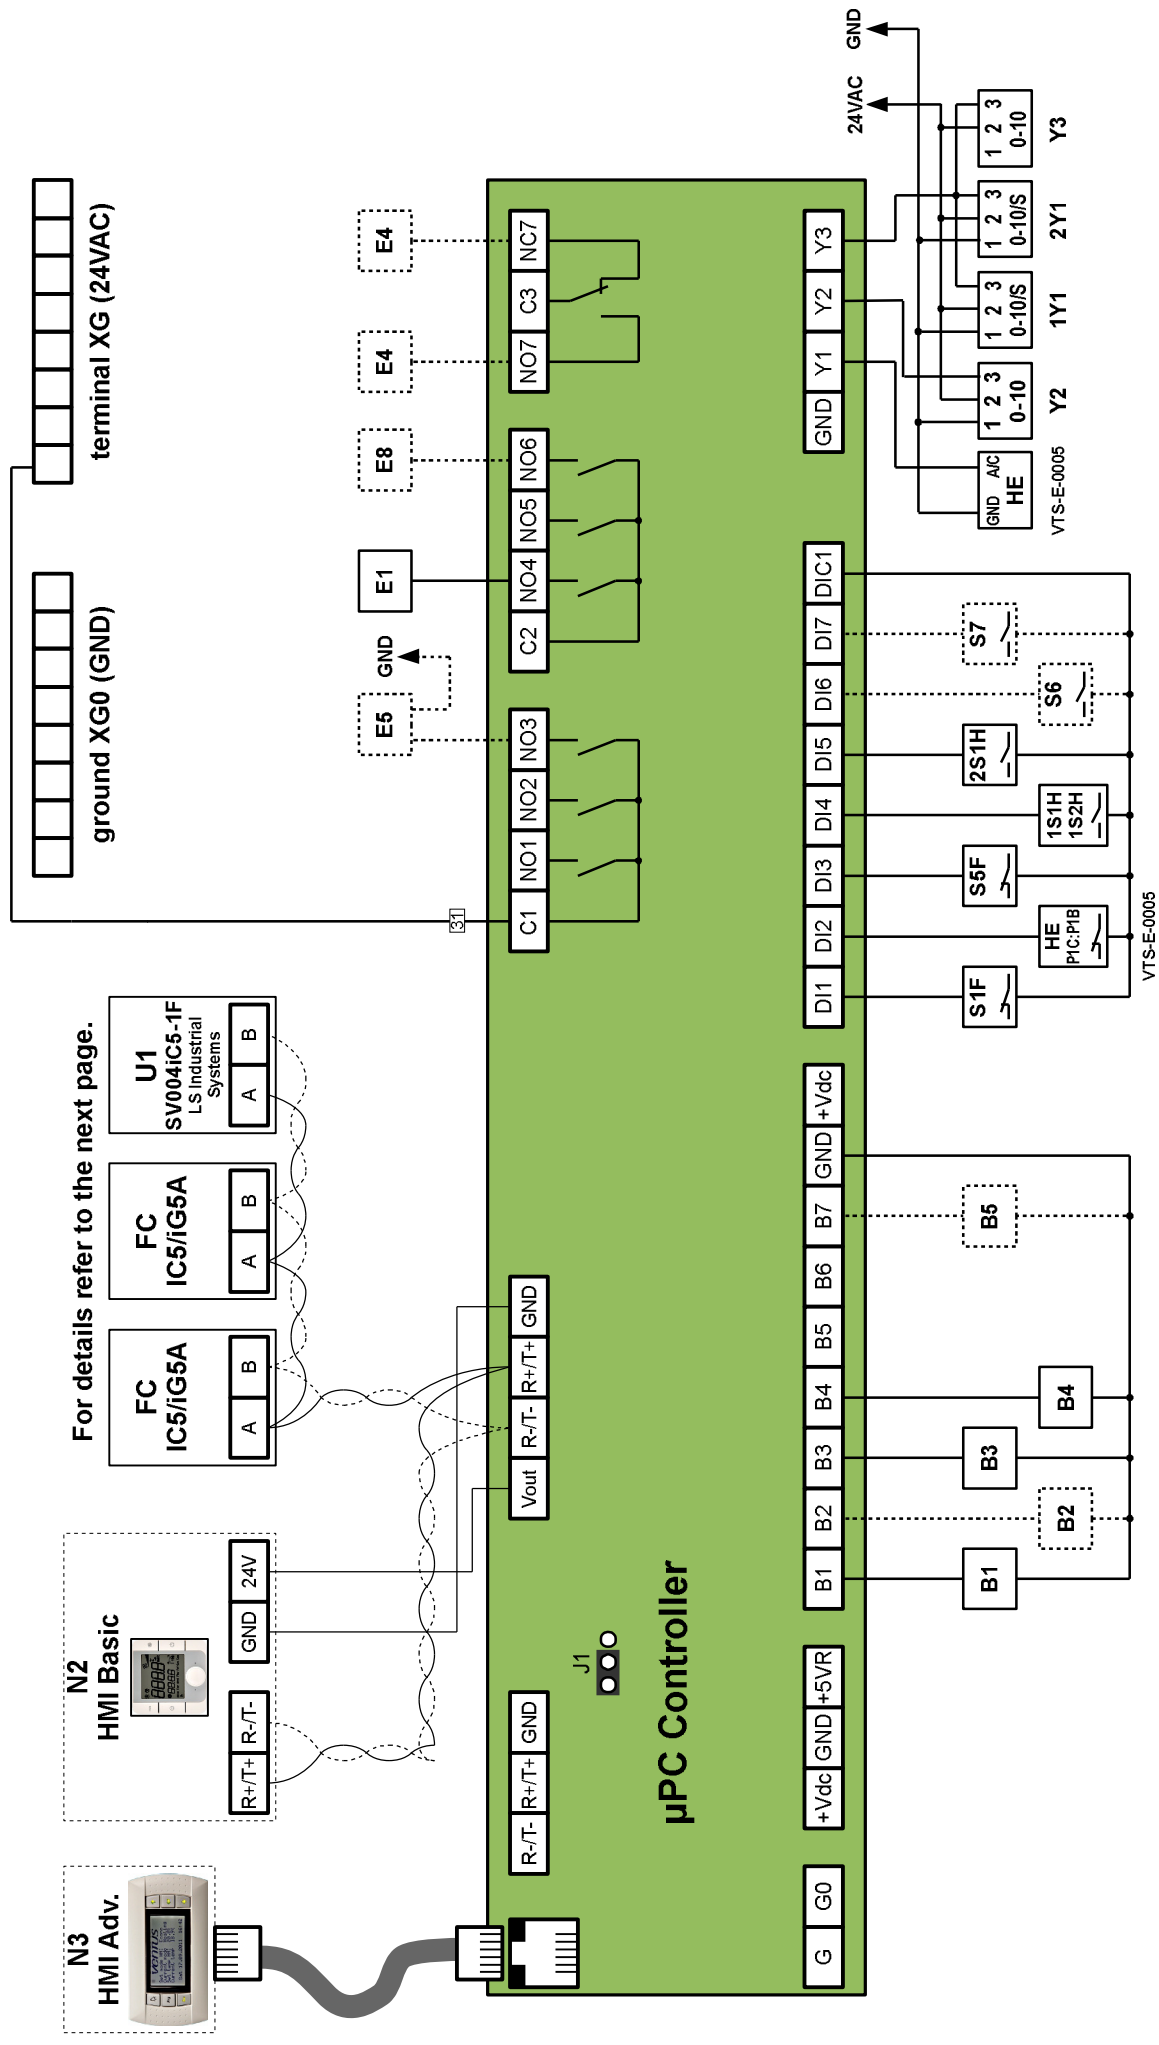 N3
HMI Adv.
N2
HMI Basic
R+/T+
R-/T-
GND
24V
For details refer to the next page.
FC
IC5/iG5A
A
B
FC
IC5/iG5A
A
B
U1
SV004iC5-1F
LS Industrial
Systems
A
B
ground XG0 (GND)
terminal XG (24VAC)
31
E5
GND
E1
E8
E4
E4
R-/T-
R+/T+
GND
Vout
R-/T-
R+/T+
GND
C1
NO1
NO2
NO3
C2
NO4
NO5
NO6
NO7
C3
NC7
J1
µPC Controller
G
G0
+Vdc
GND
+5VR
B1
B2
B3
B4
B5
B6
B7
GND
+Vdc
DI1
DI2
DI3
DI4
DI5
DI6
DI7
DIC1
GND
Y1
Y2
Y3
B1
B2
B3
B4
B5
S1F
HE
P1C:P1B
S5F
1S1H
1S2H
2S1H
S6
S7
VTS-E-0005
GND A/C
HE
VTS-E-0005
1 2 3
0-10
Y2
1 2 3
0-10/S
1Y1
1 2 3
0-10/S
2Y1
1 2 3
0-10
Y3
24VAC
GND